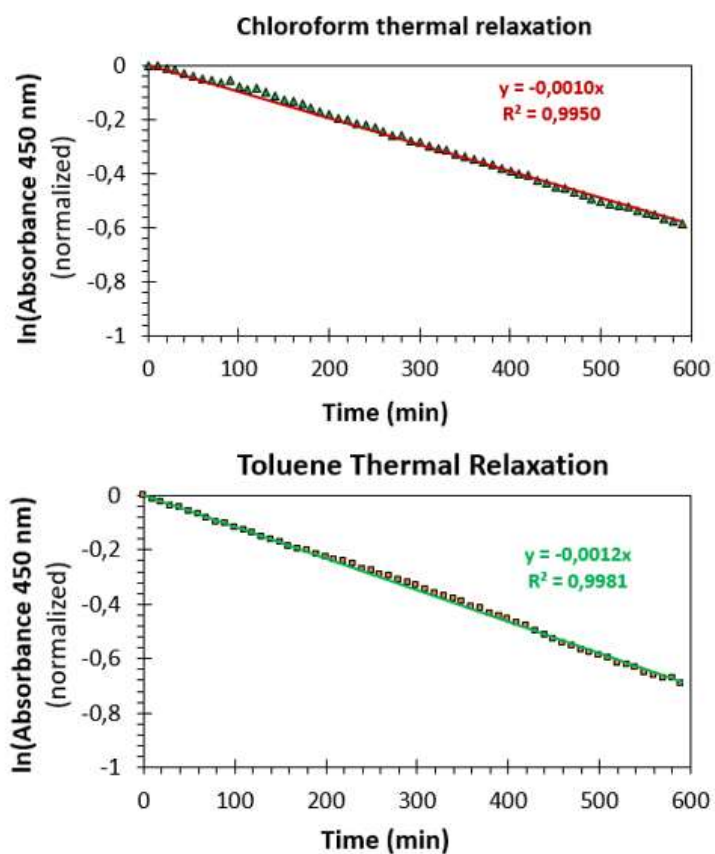 Chloroform thermal relaxation
0
-0,2
-0,4
-0,6
-0,8
-1
ln(Absorbance 450 nm)
(normalized)
y = -0,0010x
R² = 0,9950
0 100 200 300 400 500 600
Time (min)
Toluene Thermal Relaxation
0
-0,2
-0,4
-0,6
-0,8
-1
ln(Absorbance 450 nm)
(normalized)
y = -0,0012x
R² = 0,9981
0 100 200 300 400 500 600
Time (min)